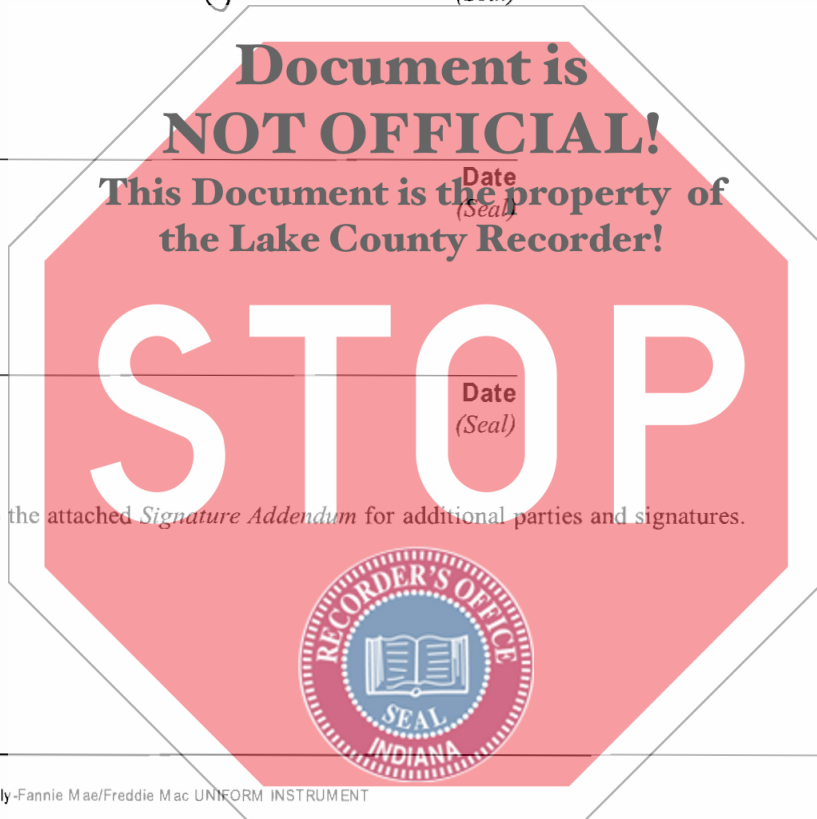 (Seal)
Document is
NOT OFFICIAL!
Date
This Document is the property of
(Seal)
the Lake County Recorder!
STOP
Date
(Seal)
the attached Signature Addendum for additional parties and signatures.
RECORDER'S OFFICE
SEAL
INDIANA
ly-Fannie Mae/Freddie Mac UNIFORM INSTRUMENT